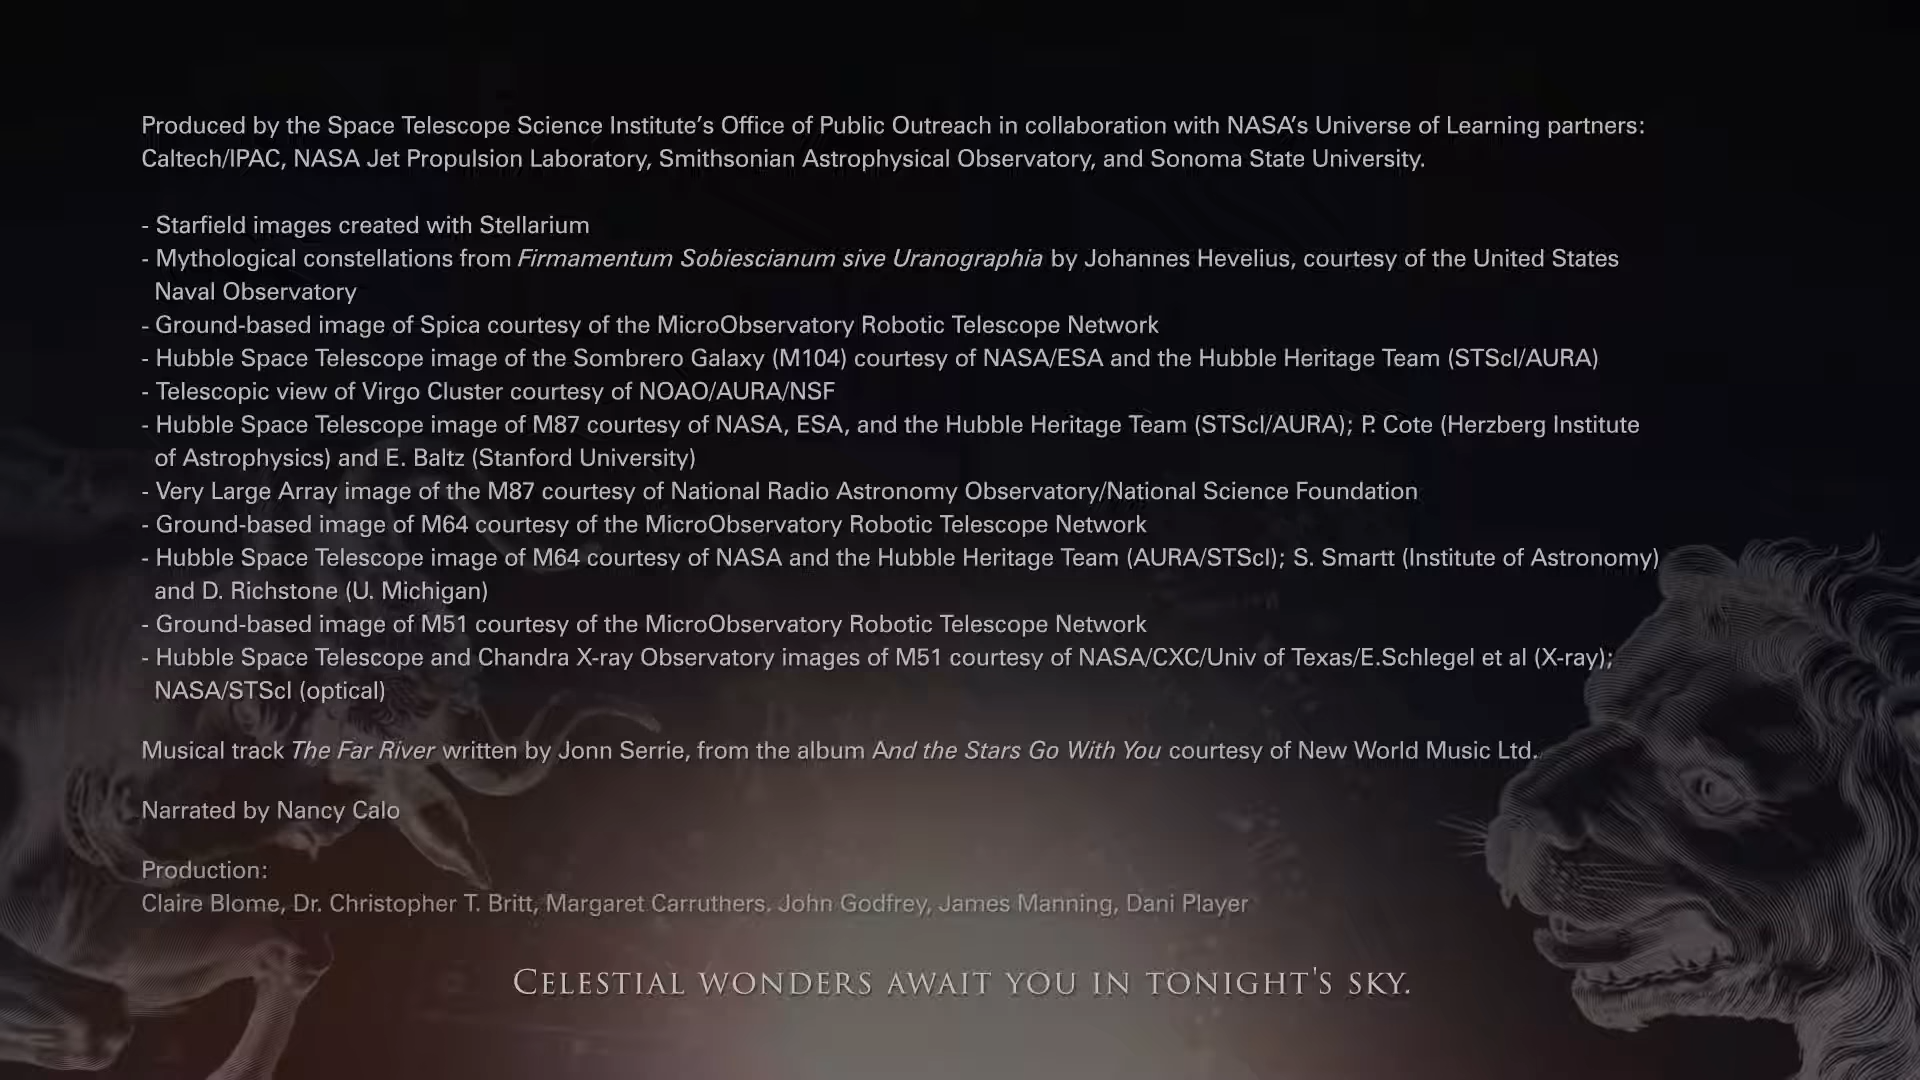 Produced by the Space Telescope Science Institute’s Office of Public Outreach in collaboration with NASA’s Universe of Learning partners:
Caltech/IPAC, NASA Jet Propulsion Laboratory, Smithsonian Astrophysical Observatory, and Sonoma State University.
- Starfield images created with Stellarium
- Mythological constellations from Firmamentum Sobiescianum sive Uranographia by Johannes Hevelius, courtesy of the United States
Naval Observatory
- Ground-based image of Spica courtesy of the MicroObservatory Robotic Telescope Network
- Hubble Space Telescope image of the Sombrero Galaxy (M104) courtesy of NASA/ESA and the Hubble Heritage Team (STScI/AURA)
- Telescopic view of Virgo Cluster courtesy of NOAO/AURA/NSF
- Hubble Space Telescope image of M87 courtesy of NASA, ESA, and the Hubble Heritage Team (STScI/AURA); P. Cote (Herzberg Institute
of Astrophysics) and E. Baltz (Stanford University)
- Very Large Array image of the M87 courtesy of National Radio Astronomy Observatory/National Science Foundation
- Ground-based image of M64 courtesy of the MicroObservatory Robotic Telescope Network
- Hubble Space Telescope image of M64 courtesy of NASA and the Hubble Heritage Team (AURA/STScI); S. Smartt (Institute of Astronomy)
and D. Richstone (U. Michigan)
- Ground-based image of M51 courtesy of the MicroObservatory Robotic Telescope Network
- Hubble Space Telescope and Chandra X-ray Observatory images of M51 courtesy of NASA/CXC/Univ of Texas/E.Schlegel et al (X-ray);
NASA/STScI (optical)
Musical track The Far River written by Jonn Serrie, from the album And the Stars Go With You courtesy of New World Music Ltd.
Narrated by Nancy Calo
Production:
Claire Blome, Dr. Christopher T. Britt, Margaret Carruthers. John Godfrey, James Manning, Dani Player
Celestial wonders await you in tonight's sky.